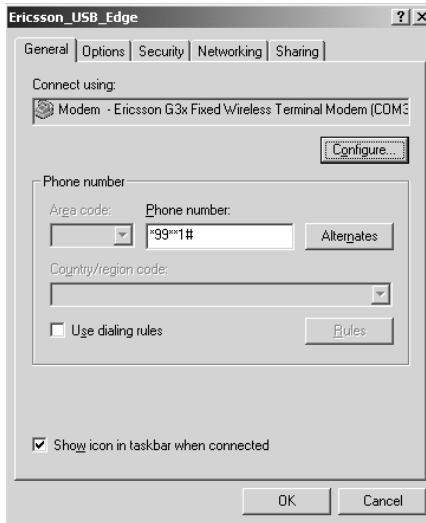 Ericsson_USB_Edge
General Options Security Networking Sharing
Connect using:
Modem - Ericsson G3x Fixed Wireless Terminal Modem (COM3
Configure...
Phone number
Area code: Phone number:
*99**1# Alternates
Country/region code:
Use dialing rules Rules
Show icon in taskbar when connected
OK Cancel